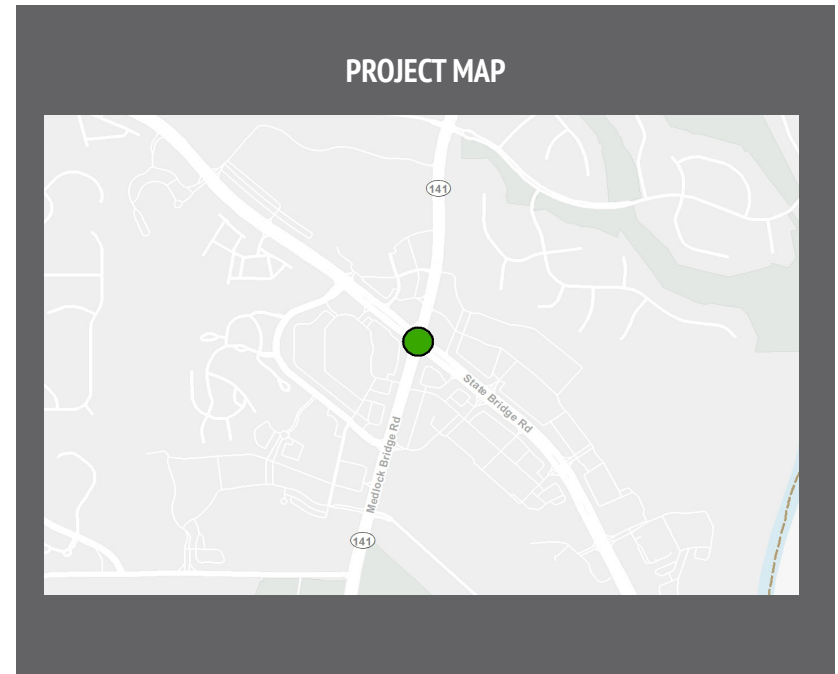 PROJECT MAP
141
State Bridge Rd
Medlock Bridge Rd
141